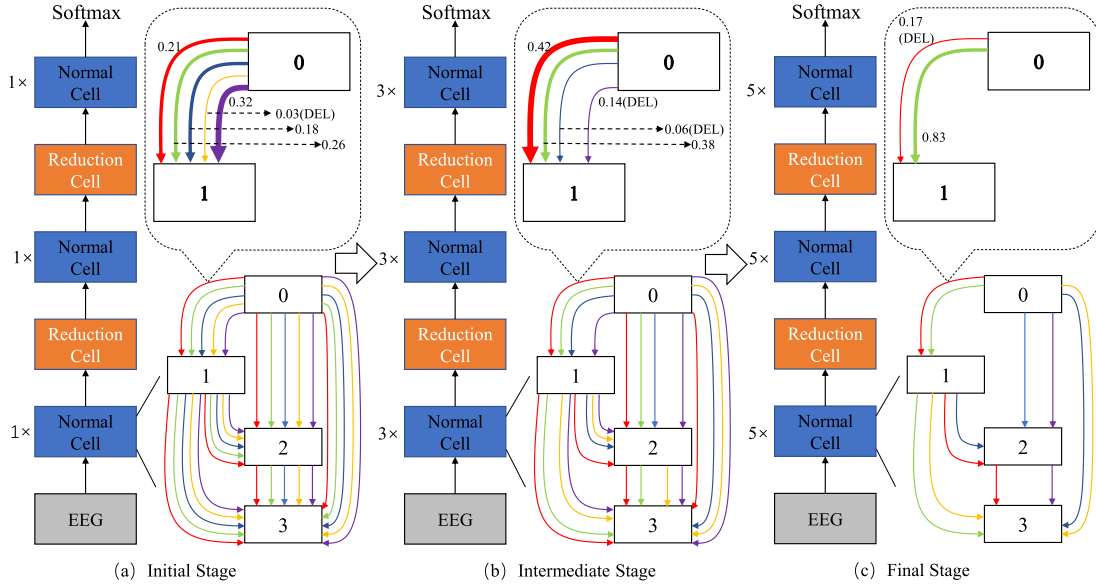 Softmax
1×
Normal
Cell
Reduction
Cell
1×
Normal
Cell
Reduction
Cell
1×
Normal
Cell
EEG
0.21
0
0.32
0.03(DEL)
0.18
0.26
1
0
1
2
3
(a) Initial Stage
Softmax
3×
Normal
Cell
Reduction
Cell
3×
Normal
Cell
Reduction
Cell
3×
Normal
Cell
EEG
0.42
0
0.14(DEL)
0.06(DEL)
0.38
1
0
1
2
3
(b) Intermediate Stage
Softmax
5×
Normal
Cell
Reduction
Cell
5×
Normal
Cell
Reduction
Cell
5×
Normal
Cell
EEG
0.17
(DEL)
0
0.83
1
0
1
2
3
(c) Final Stage